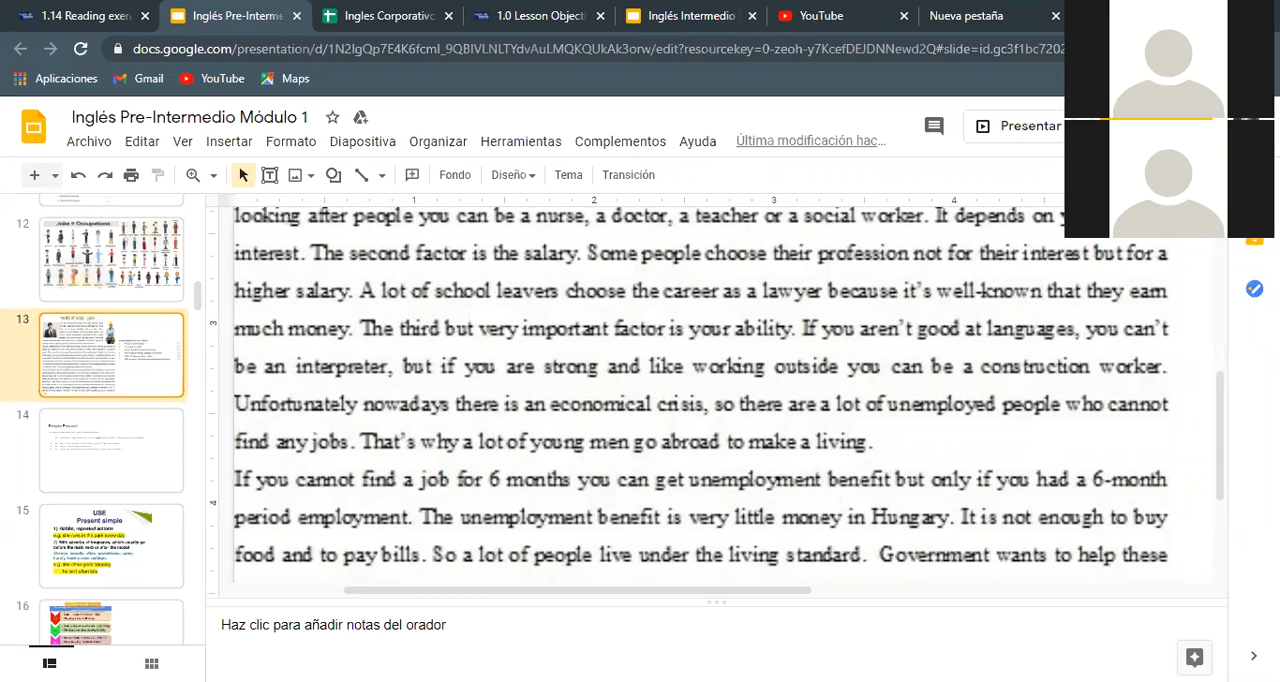 1.14 Reading exer
Inglés Pre-Interme
Ingles Corporativo
1.0 Lesson Objecti
Inglés Intermedio
YouTube
Nueva pestaña
docs.google.com/presentation/d/1N2lgQp7E4K6fcml_9QBIVLNLTYdvAuLMQKQUkAk3orw/edit?resourcekey=0-zeoh-y7KcefDEJDNNewd2Q#slide=id.gc3f1bc7202
Aplicaciones
Gmail
YouTube
Maps
Inglés Pre-Intermedio Módulo 1
Archivo Editar Ver Insertar Formato Diapositiva Organizar Herramientas Complementos Ayuda Última modificación hac...
Presentar
Fondo Diseño Tema Transición
1 2 3 4
12
Jobs & Occupations
13
14
15
USE
Present simple
16
3
4
looking after people you can be a nurse, a doctor, a teacher or a social worker. It depends on
interest. The second factor is the salary. Some people choose their profession not for their interest but for a
higher salary. A lot of school leavers choose the career as a lawyer because it's well-known that they earn
much money. The third but very important factor is your ability. If you aren't good at languages, you can't
be an interpreter, but if you are strong and like working outside you can be a construction worker.
Unfortunately nowadays there is an economical crisis, so there are a lot of unemployed people who cannot
find any jobs. That's why a lot of young men go abroad to make a living.
If you cannot find a job for 6 months you can get unemployment benefit but only if you had a 6-month
period employment. The unemployment benefit is very little money in Hungary. It is not enough to buy
food and to pay bills. So a lot of people live under the living standard. Government wants to help these
Haz clic para añadir notas del orador